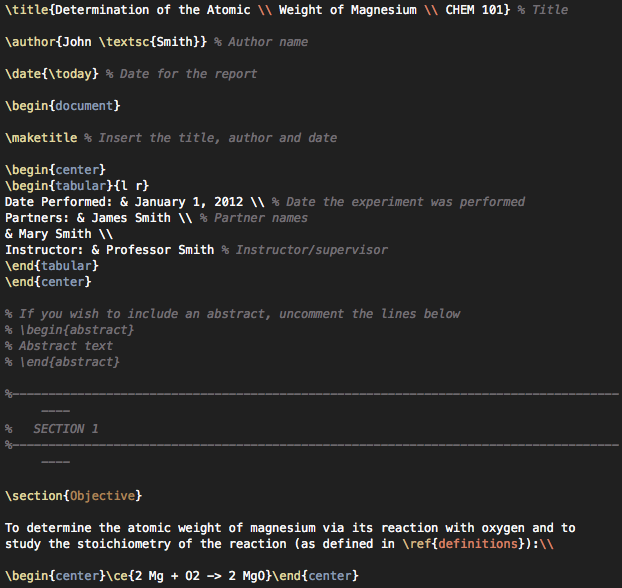 \title{Determination of the Atomic \\ Weight of Magnesium \\ CHEM 101} % Title
\author{John \textsc{Smith}} % Author name
\date{\today} % Date for the report
\begin{document}
\maketitle % Insert the title, author and date
\begin{center}
\begin{tabular}{l r}
Date Performed: & January 1, 2012 \\ % Date the experiment was performed
Partners: & James Smith \\ % Partner names
& Mary Smith \\
Instructor: & Professor Smith % Instructor/supervisor
\end{tabular}
\end{center}
% If you wish to include an abstract, uncomment the lines below
% \begin{abstract}
% Abstract text
% \end{abstract}
%------------------------------------------------------------------------------------
----
%   SECTION 1
%------------------------------------------------------------------------------------
----
\section{Objective}
To determine the atomic weight of magnesium via its reaction with oxygen and to
study the stoichiometry of the reaction (as defined in \ref{definitions}):\\
\begin{center}\ce{2 Mg + O2 -> 2 MgO}\end{center}